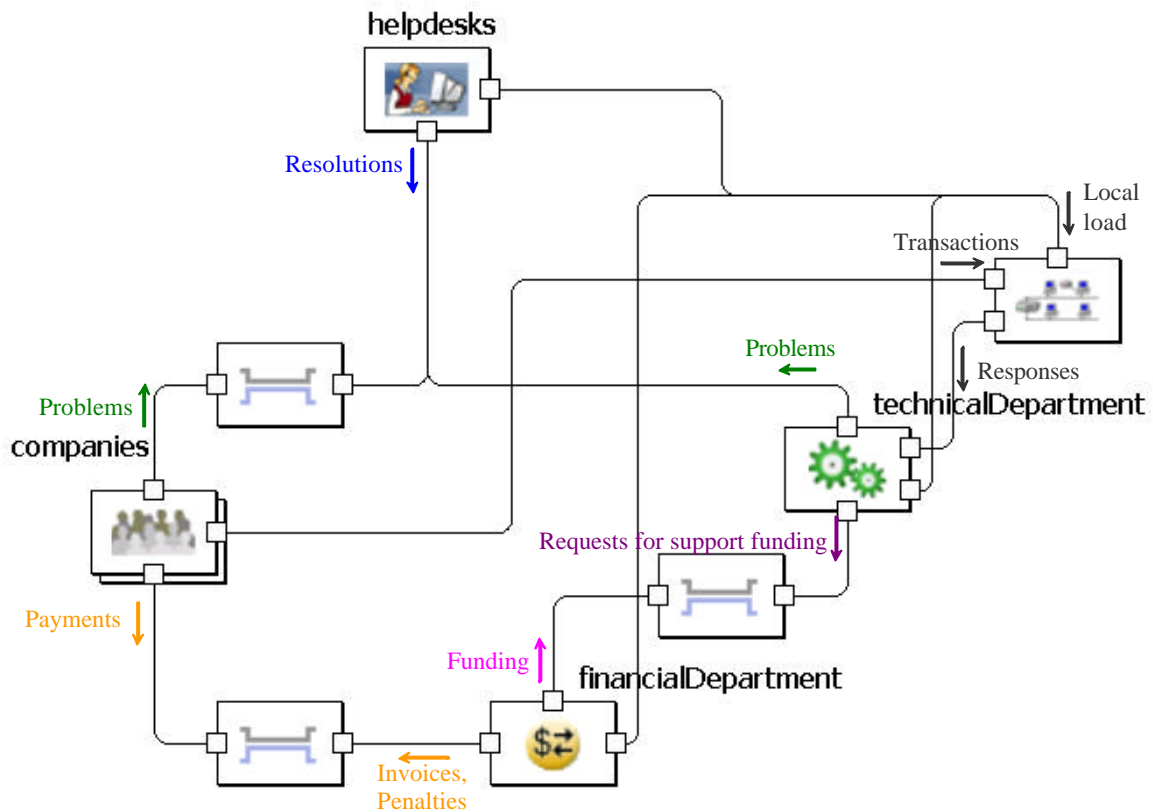 helpdesks
Resolutions
Local
load
Transactions
Problems
Responses
Problems
technicalDepartment
companies
Requests for support funding
Payments
Funding
financialDepartment
$
Invoices,
Penalties